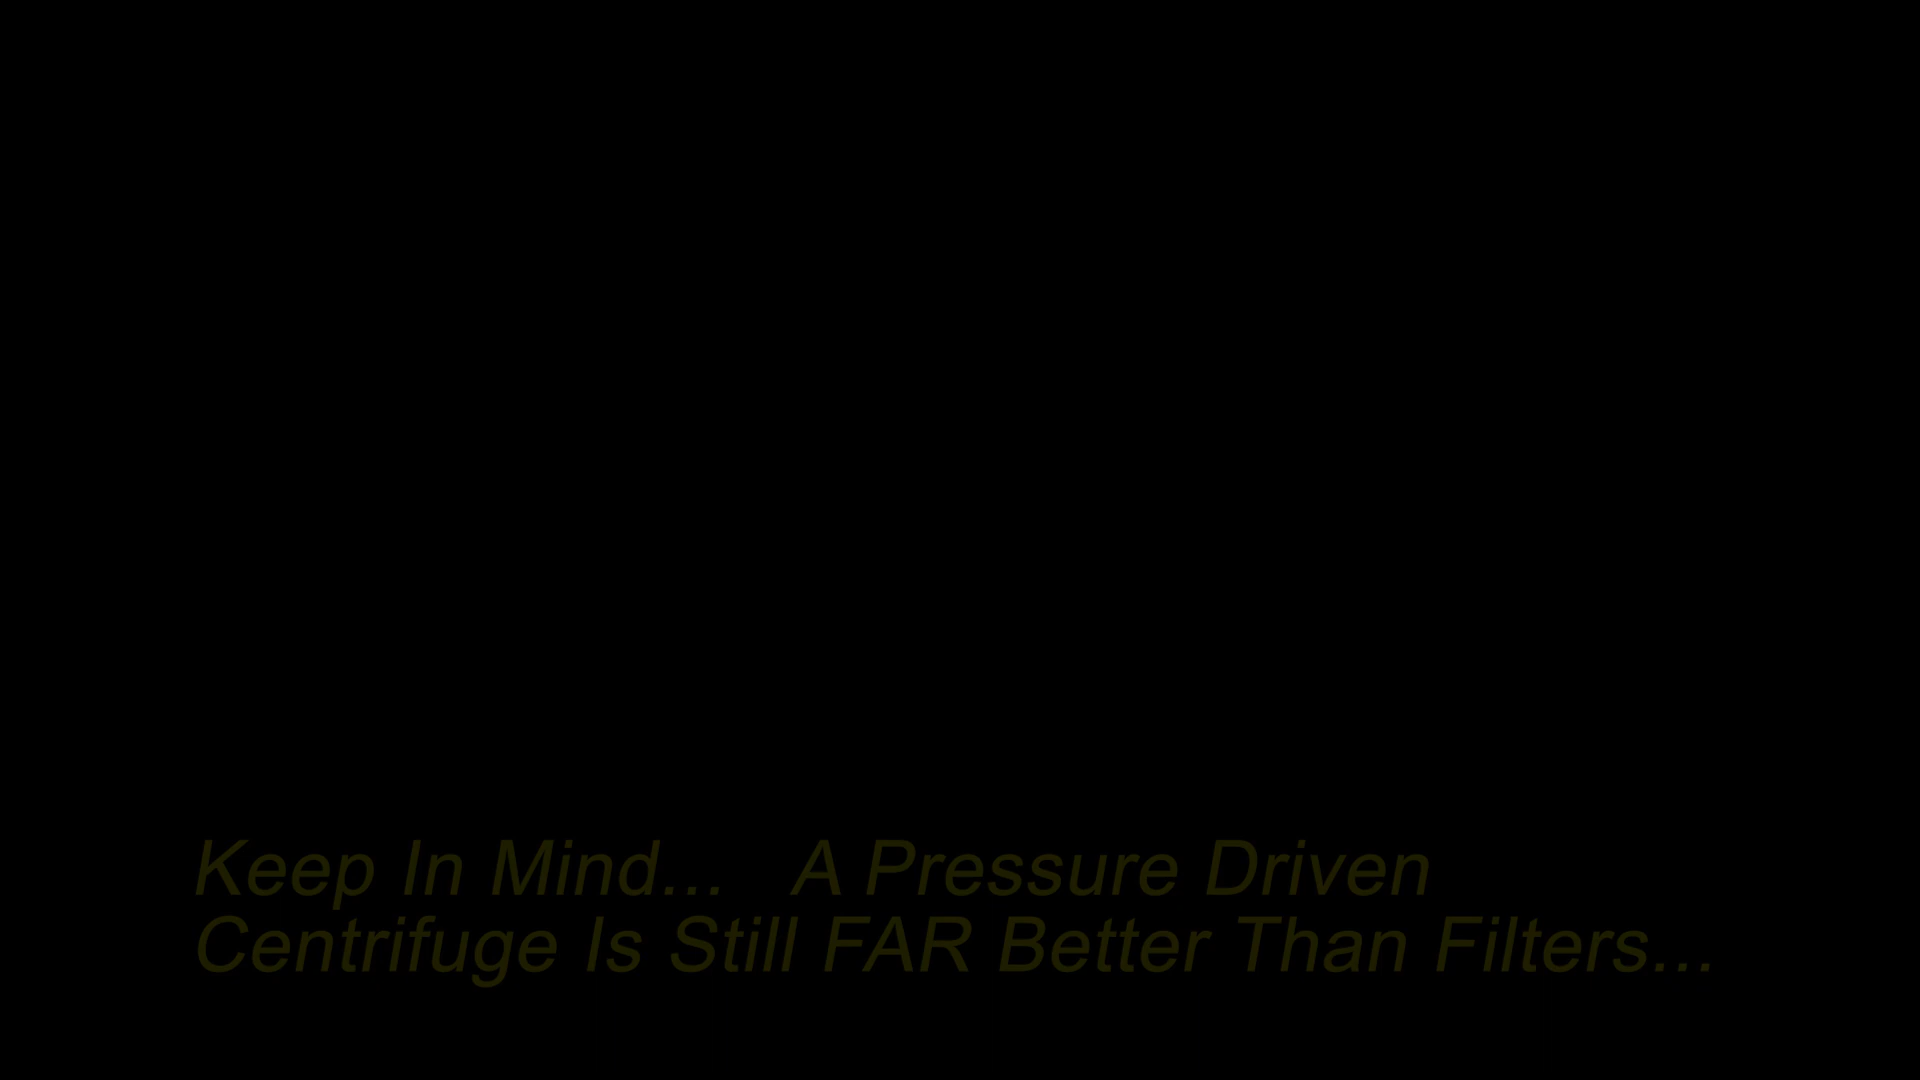 Keep In Mind...   A Pressure Driven
Centrifuge Is Still FAR Better Than Filters...